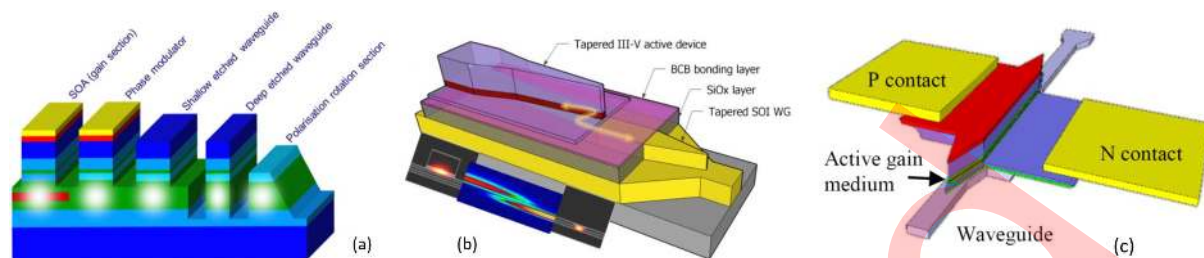 SOA (gain section)
Phase modulator
Shallow etched waveguide
Deep etched waveguide
Polarisation rotation section
(a)
Tapered III-V active device
BCB bonding layer
SiOx layer
Tapered SOI WG
(b)
P contact
N contact
Active gain
medium
Waveguide
(c)